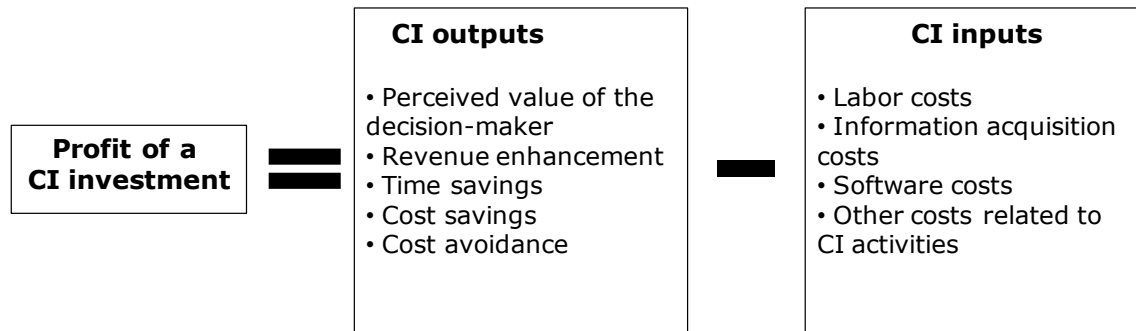 Profit of a
CI investment
CI outputs
• Perceived value of the
decision-maker
• Revenue enhancement
• Time savings
• Cost savings
• Cost avoidance
CI inputs
• Labor costs
• Information acquisition
costs
• Software costs
• Other costs related to
CI activities